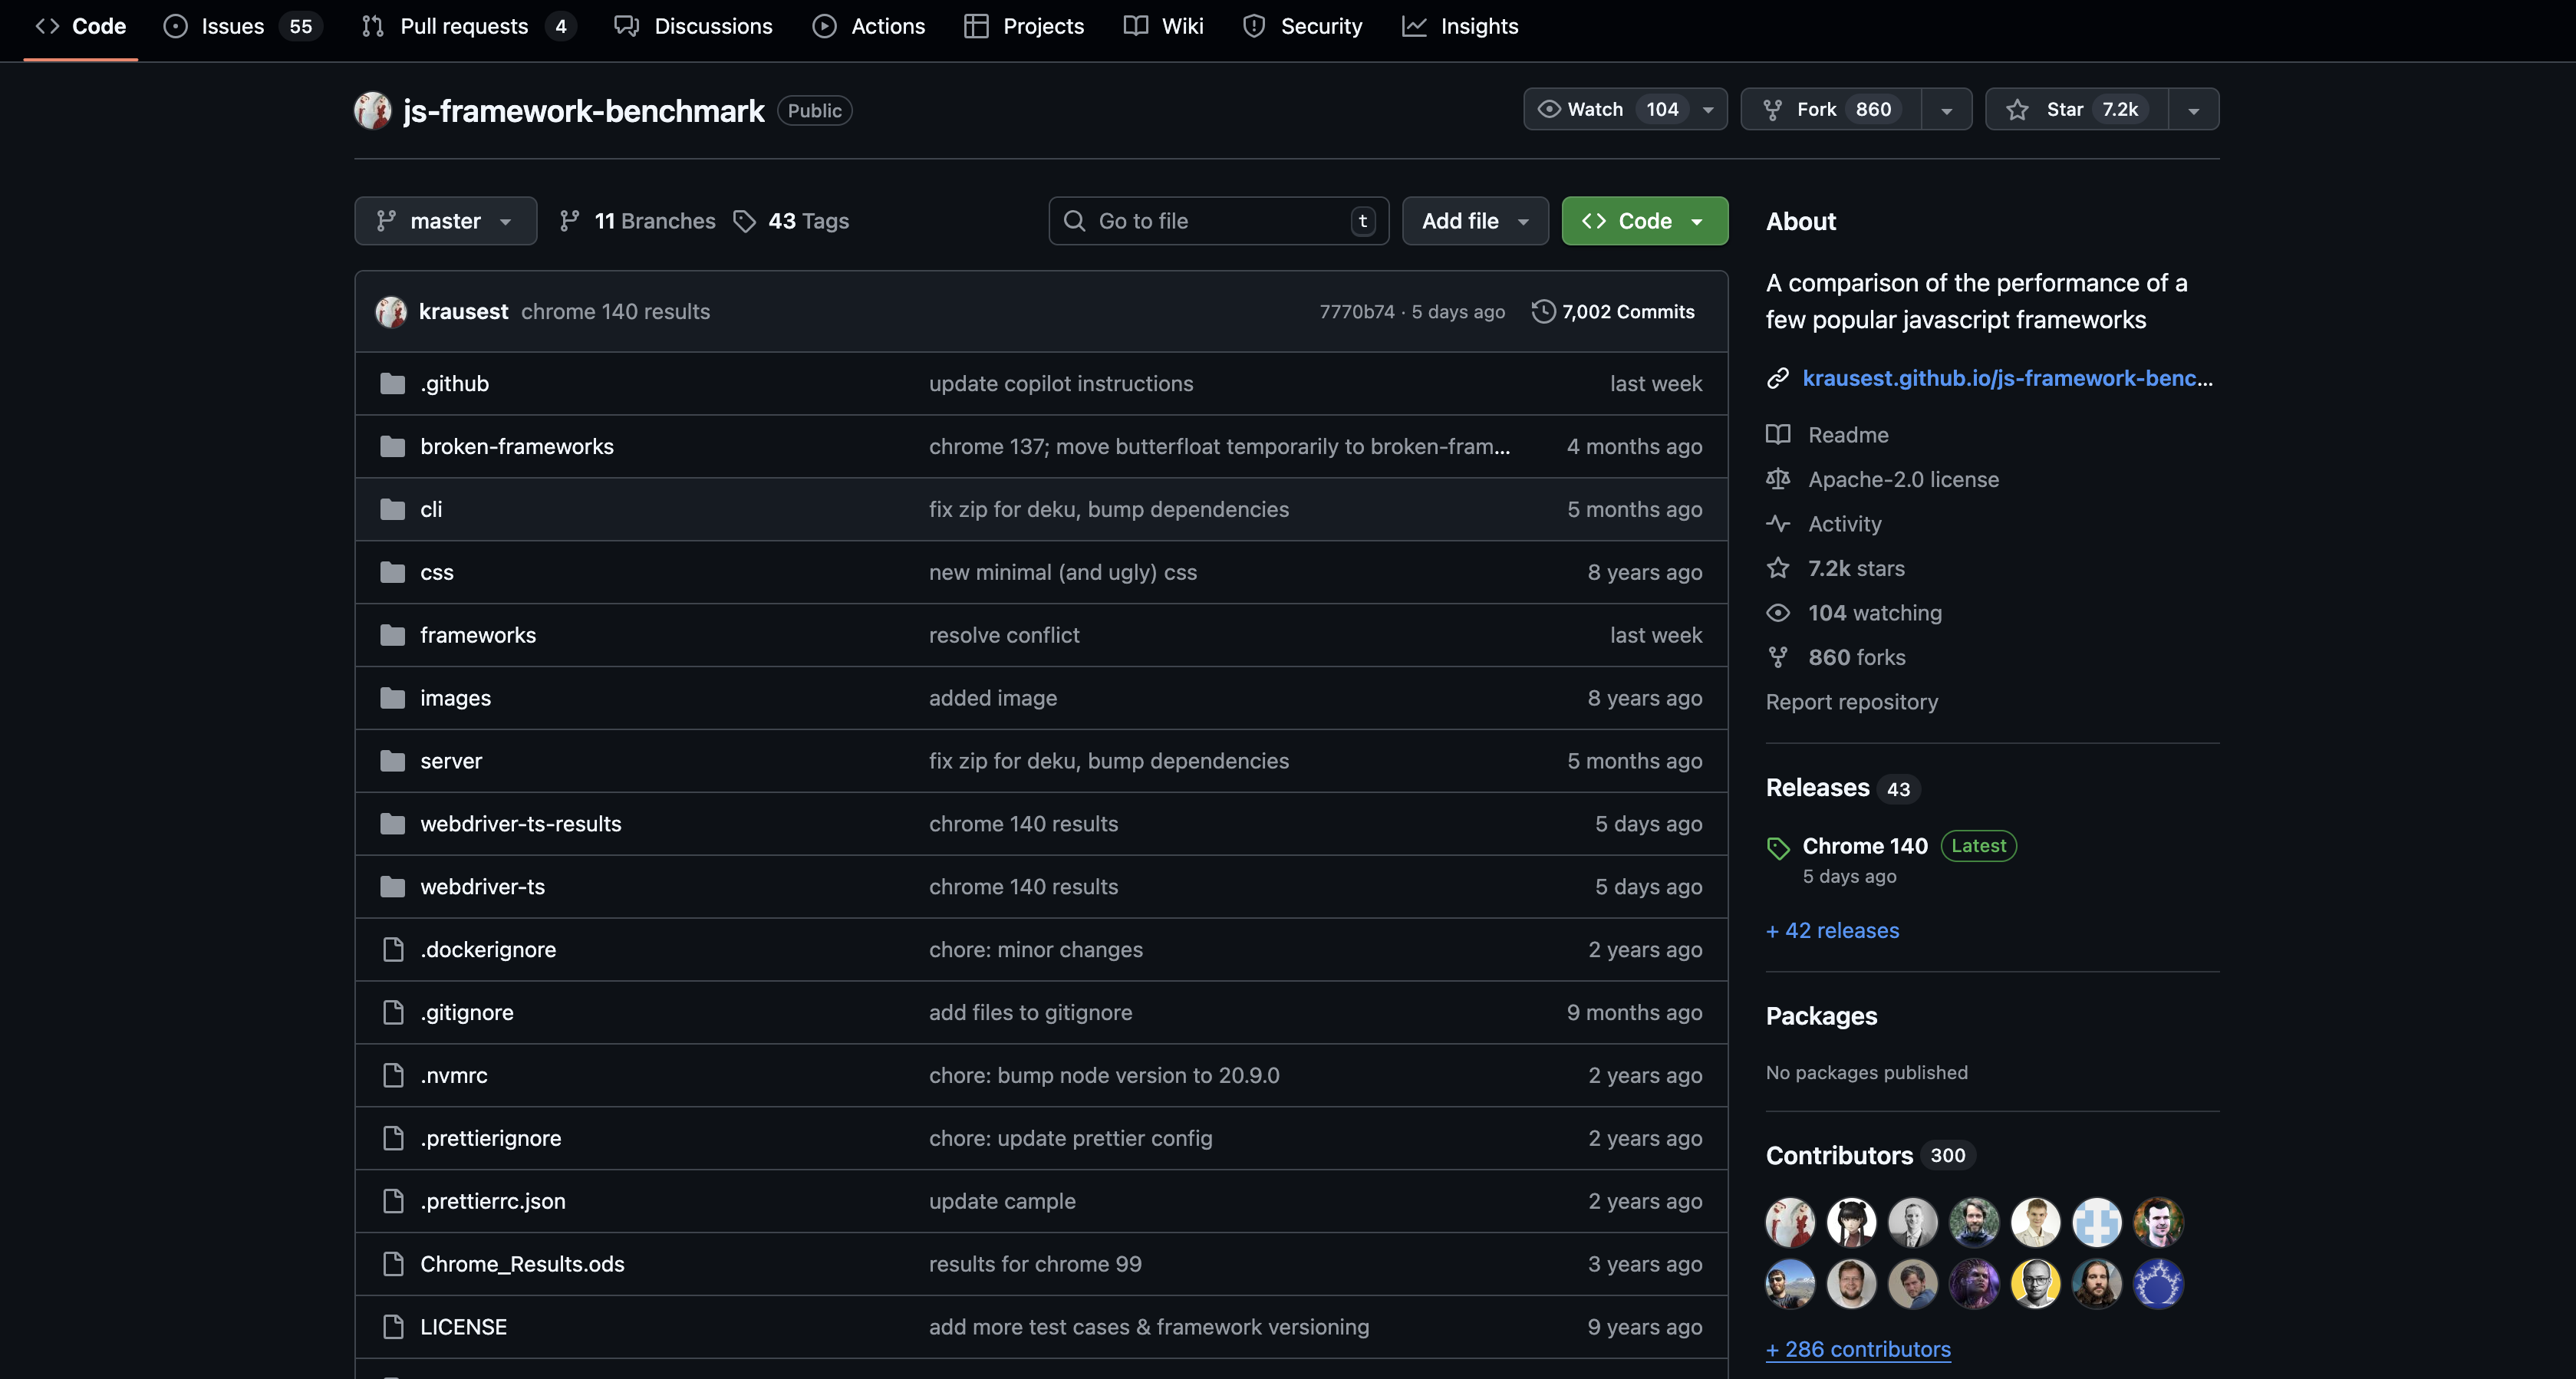 Code Issues 55 Pull requests 4 Discussions Actions Projects Wiki Security Insights
js-framework-benchmark Public Watch 104 Fork 860 Star 7.2k
master 11 Branches 43 Tags Go to file t Add file Code
krausest chrome 140 results 7770b74 · 5 days ago 7,002 Commits
.github update copilot instructions last week
broken-frameworks chrome 137; move butterfloat temporarily to broken-fram... 4 months ago
cli fix zip for deku, bump dependencies 5 months ago
css new minimal (and ugly) css 8 years ago
frameworks resolve conflict last week
images added image 8 years ago
server fix zip for deku, bump dependencies 5 months ago
webdriver-ts-results chrome 140 results 5 days ago
webdriver-ts chrome 140 results 5 days ago
.dockerignore chore: minor changes 2 years ago
.gitignore add files to gitignore 9 months ago
.nvmrc chore: bump node version to 20.9.0 2 years ago
.prettierignore chore: update prettier config 2 years ago
.prettierrc.json update cample 2 years ago
Chrome_Results.ods results for chrome 99 3 years ago
LICENSE add more test cases & framework versioning 9 years ago
About
A comparison of the performance of a
few popular javascript frameworks
krausest.github.io/js-framework-benc...
Readme
Apache-2.0 license
Activity
7.2k stars
104 watching
860 forks
Report repository
Releases 43
Chrome 140 Latest
5 days ago
+ 42 releases
Packages
No packages published
Contributors 300
+ 286 contributors